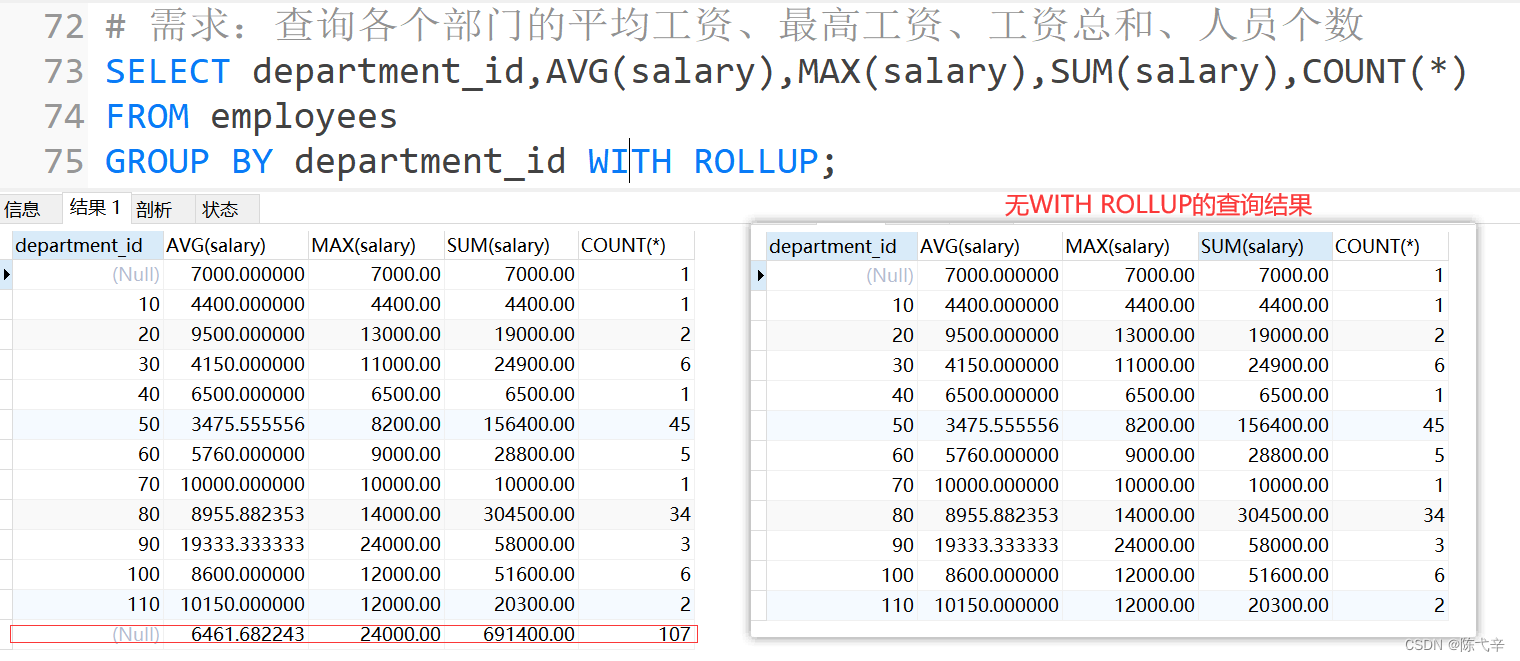 72 # 需求：查询各个部门的平均工资、最高工资、工资总和、人员个数
73 SELECT department_id,AVG(salary),MAX(salary),SUM(salary),COUNT(*)
74 FROM employees
75 GROUP BY department_id WITH ROLLUP;
信息 结果 1 剖析 状态
department_id AVG(salary) MAX(salary) SUM(salary) COUNT(*)
(Null) 7000.000000 7000.00 7000.00 1
10 4400.000000 4400.00 4400.00 1
20 9500.000000 13000.00 19000.00 2
30 4150.000000 11000.00 24900.00 6
40 6500.000000 6500.00 6500.00 1
50 3475.555556 8200.00 156400.00 45
60 5760.000000 9000.00 28800.00 5
70 10000.000000 10000.00 10000.00 1
80 8955.882353 14000.00 304500.00 34
90 19333.333333 24000.00 58000.00 3
100 8600.000000 12000.00 51600.00 6
110 10150.000000 12000.00 20300.00 2
(Null) 6461.682243 24000.00 691400.00 107
无WITH ROLLUP的查询结果
department_id AVG(salary) MAX(salary) SUM(salary) COUNT(*)
(Null) 7000.000000 7000.00 7000.00 1
10 4400.000000 4400.00 4400.00 1
20 9500.000000 13000.00 19000.00 2
30 4150.000000 11000.00 24900.00 6
40 6500.000000 6500.00 6500.00 1
50 3475.555556 8200.00 156400.00 45
60 5760.000000 9000.00 28800.00 5
70 10000.000000 10000.00 10000.00 1
80 8955.882353 14000.00 304500.00 34
90 19333.333333 24000.00 58000.00 3
100 8600.000000 12000.00 51600.00 6
110 10150.000000 12000.00 20300.00 2
CSDN @陈弋辛